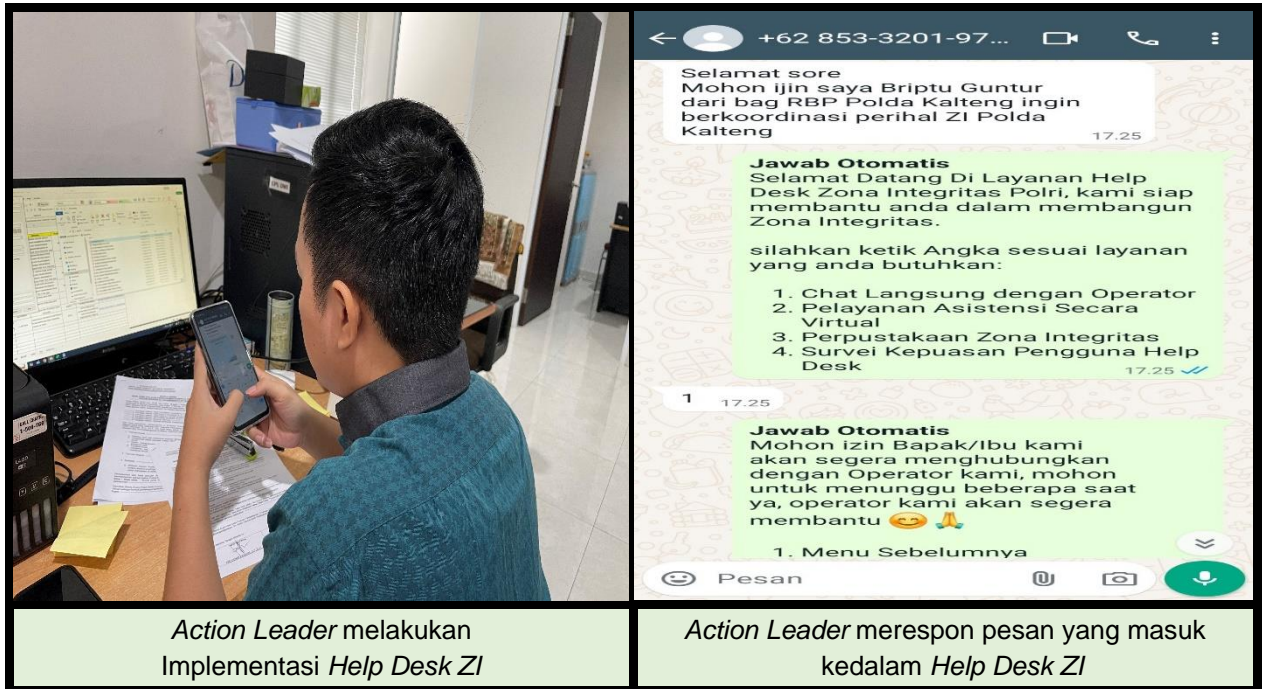 +62 853-3201-97...
Selamat sore
Mohon ijin saya Briptu Guntur
dari bag RBP Polda Kalteng ingin
berkoordinasi perihal ZI Polda
Kalteng
17.25
Jawab Otomatis
Selamat Datang Di Layanan Help
Desk Zona Integritas Polri, kami siap
membantu anda dalam membangun
Zona Integritas.
silahkan ketik Angka sesuai layanan
yang anda butuhkan:
1. Chat Langsung dengan Operator
2. Pelayanan Asistensi Secara
Virtual
3. Perpustakaan Zona Integritas
4. Survei Kepuasan Pengguna Help
Desk
17.25
1
17.25
Jawab Otomatis
Mohon izin Bapak/Ibu kami
akan segera menghubungkan
dengan Operator kami, mohon
untuk menunggu beberapa saat
ya, operator kami akan segera
membantu 😊 🙏
1. Menu Sebelumnya
Pesan
Action Leader melakukan
Implementasi Help Desk ZI
Action Leader merespon pesan yang masuk
kedalam Help Desk ZI